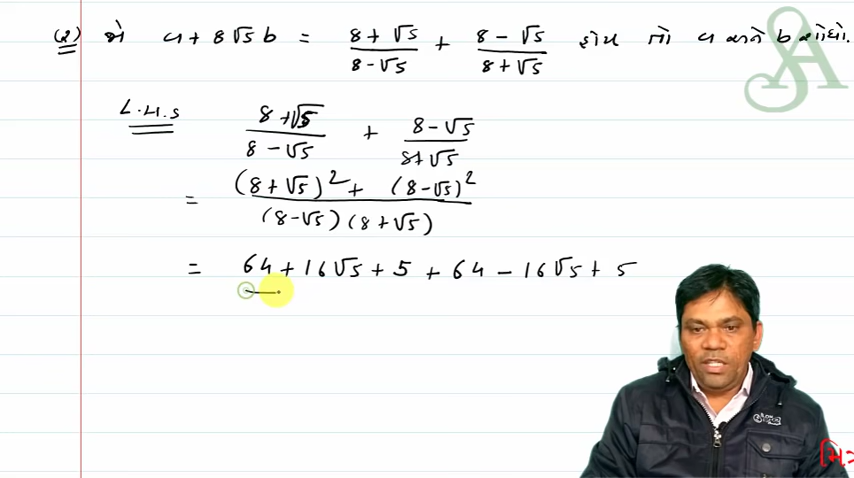 (૨) જો a + 8√5 b = 8 + √5 / 8 - √5 + 8 - √5 / 8 + √5 હોય તો a અને b શોધો.
L.H.S 8 + √5 / 8 - √5 + 8 - √5 / 8 + √5
= (8 + √5)² + (8 - √5)² / (8 - √5) (8 + √5)
= 64 + 16√5 + 5 + 64 - 16√5 + 5